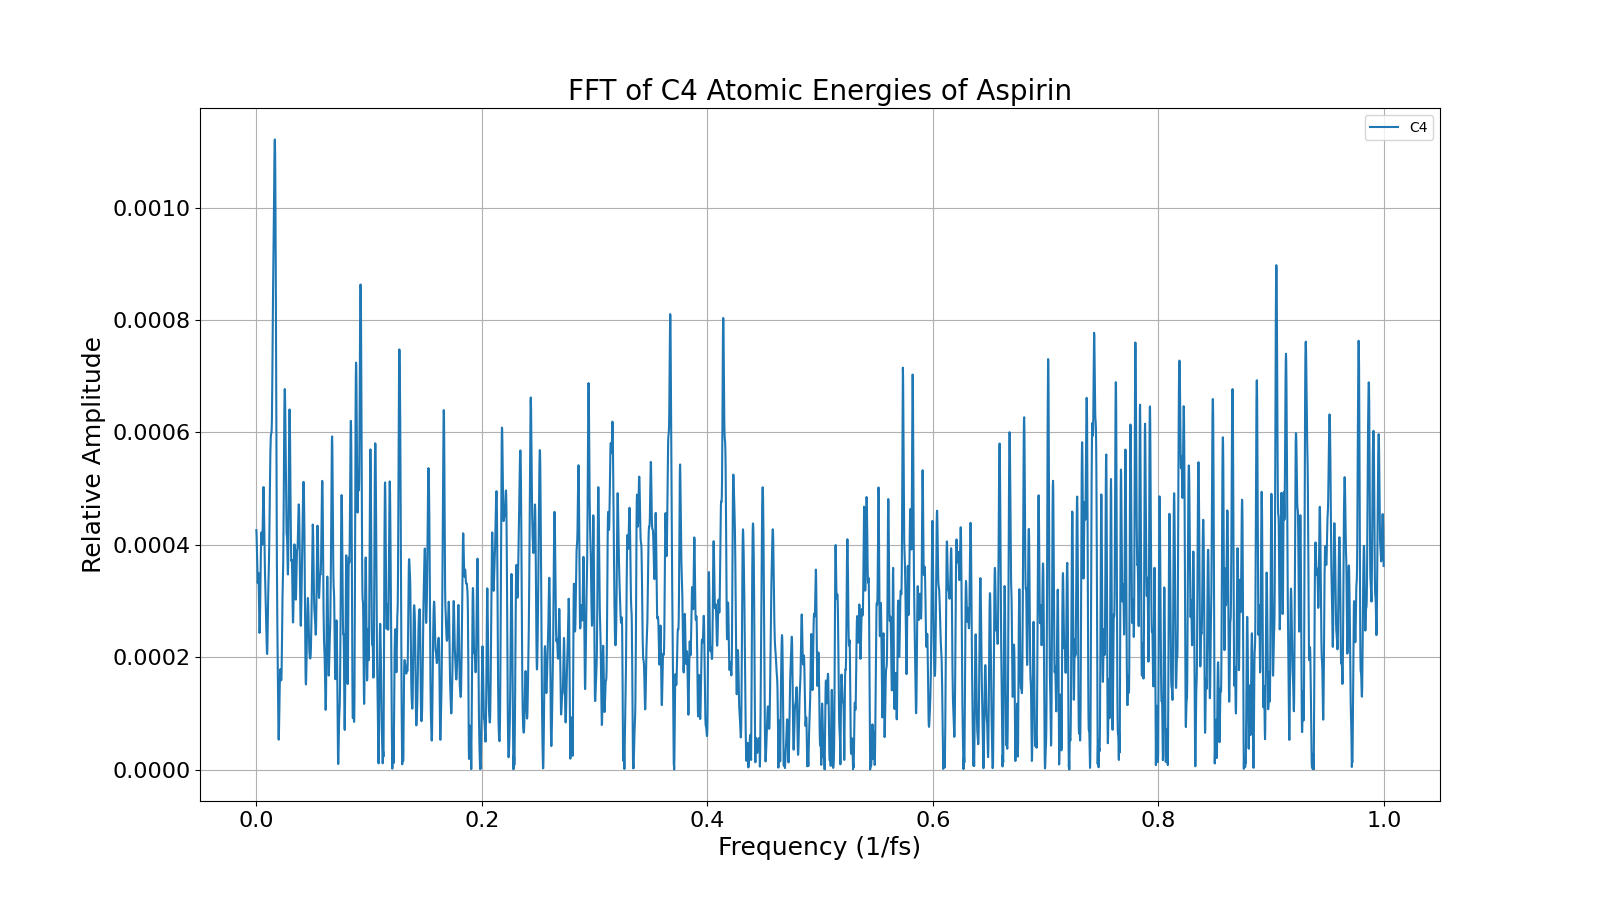 FFT of C4 Atomic Energies of Aspirin
C4
0.0010
0.0008
0.0006
0.0004
0.0002
0.0000
Relative Amplitude
0.0 0.2 0.4 0.6 0.8 1.0
Frequency (1/fs)